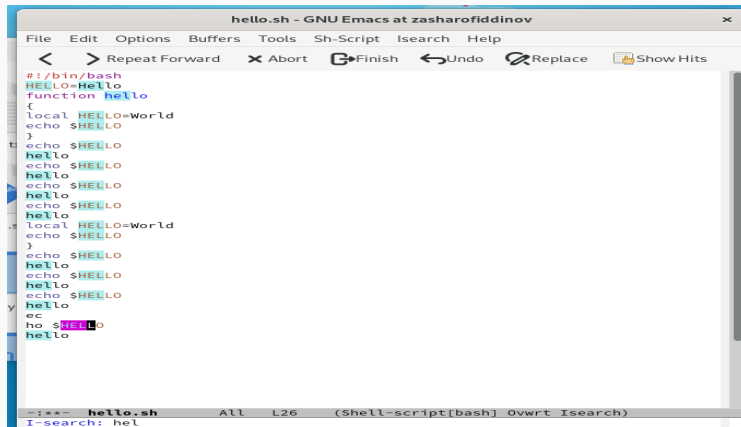 hello.sh - GNU Emacs at zasharofiddinov
File Edit Options Buffers Tools Sh-Script Isearch Help
Repeat Forward Abort Finish Undo Replace Show Hits
#!/bin/bash
HELLO=Hello
function hello
{
local HELLO=World
echo $HELLO
}
echo $HELLO
hello
echo $HELLO
hello
echo $HELLO
hello
echo $HELLO
hello
local HELLO=World
echo $HELLO
}
echo $HELLO
hello
echo $HELLO
hello
echo $HELLO
hello
ec
ho $HELLO
hello
-:**- hello.sh All L26 (Shell-script[bash] Ovwrt Isearch)
I-search: hel